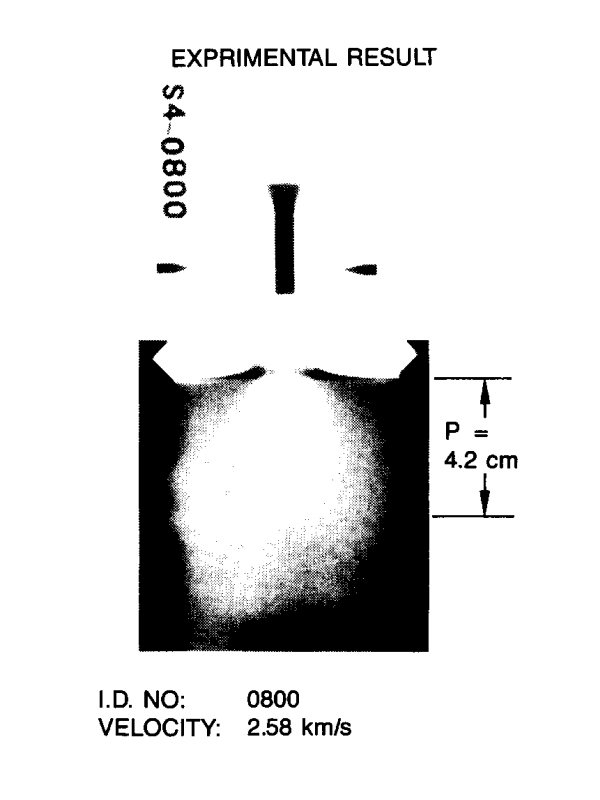 EXPRIMENTAL RESULT
S4-0800
P =
4.2 cm
I.D. NO: 0800
VELOCITY: 2.58 km/s